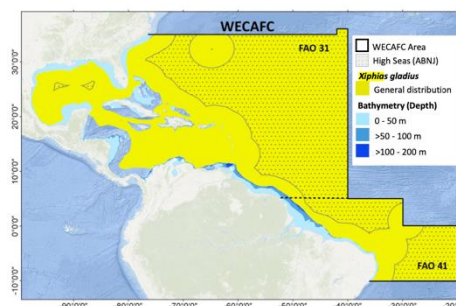 WECAFC
FAO 31
WECAFC Area
High Seas (ABNJ)
Xiphias gladius
General distribution
Bathymetry (Depth)
0 - 50 m
>50 - 100 m
>100 - 200 m
30°0'0"
20°0'0"
10°0'0"
0°0'0"
-10°0'0"
FAO 41